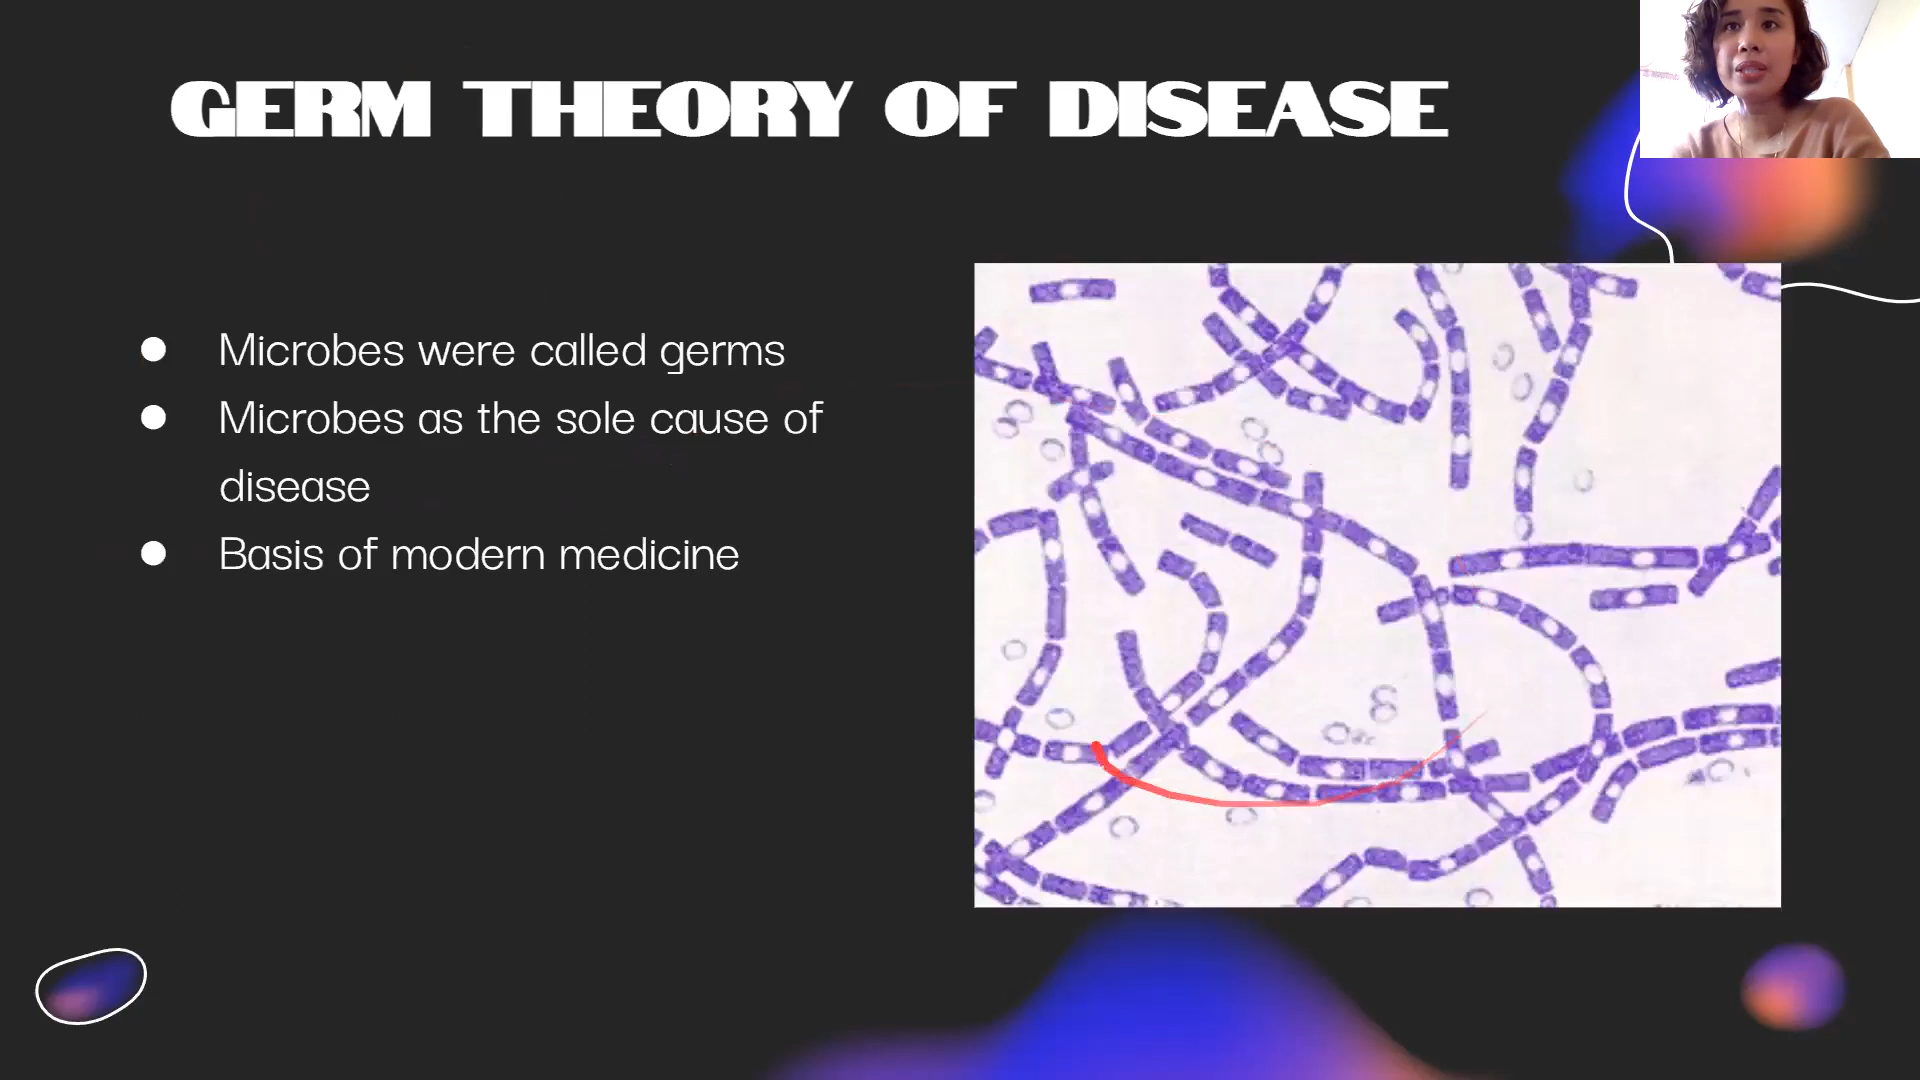 GERM THEORY OF DISEASE
Microbes were called germs
Microbes as the sole cause of
disease
Basis of modern medicine